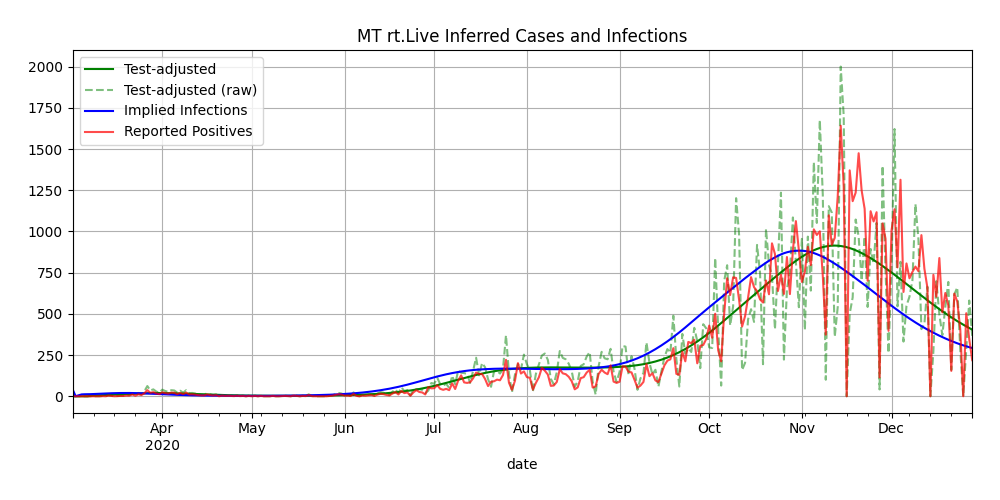 MT rt.Live Inferred Cases and Infections
Test-adjusted
Test-adjusted (raw)
Implied Infections
Reported Positives
2000
1750
1500
1250
1000
750
500
250
0
Apr May Jun Jul Aug Sep Oct Nov Dec
2020
date